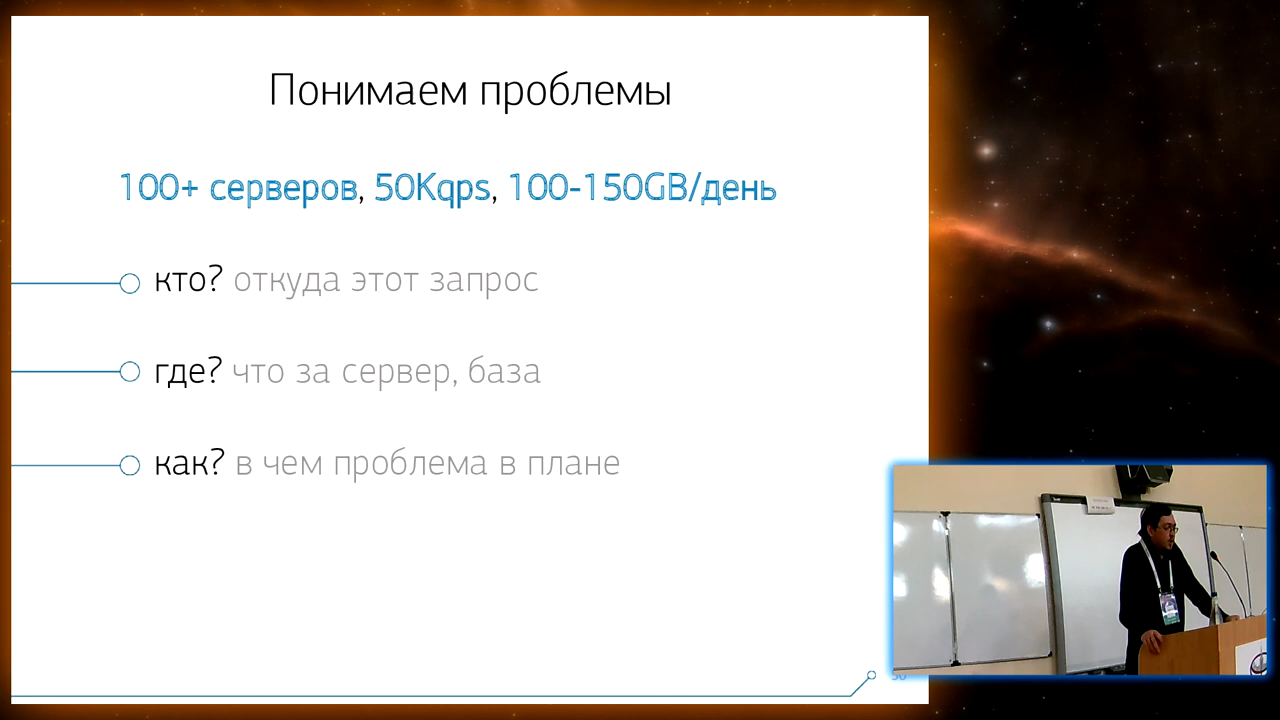 Понимаем проблемы
100+ серверов, 50Kqps, 100-150GB/день
кто? откуда этот запрос
где? что за сервер, база
как? в чем проблема в плане